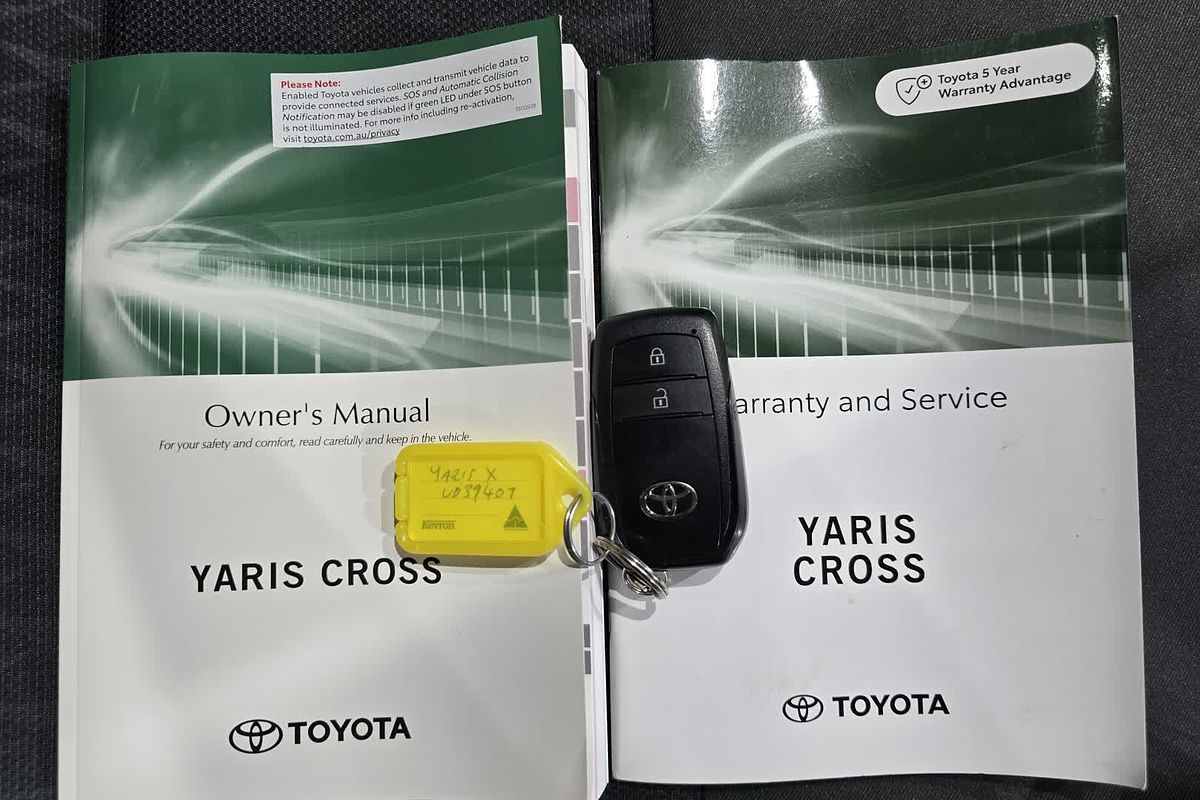 Please Note:
Enabled Toyota vehicles collect and transmit vehicle data to
provide connected services. SOS and Automatic Collision
Notification may be disabled if green LED under SOS button
is not illuminated. For more info including re-activation,
visit toyota.com.au/privacy
Owner's Manual
For your safety and comfort, read carefully and keep in the vehicle.
YARIS CROSS
TOYOTA
YARIS X
UD39407
Kevron
Toyota 5 Year
Warranty Advantage
arranty and Service
YARIS
CROSS
TOYOTA